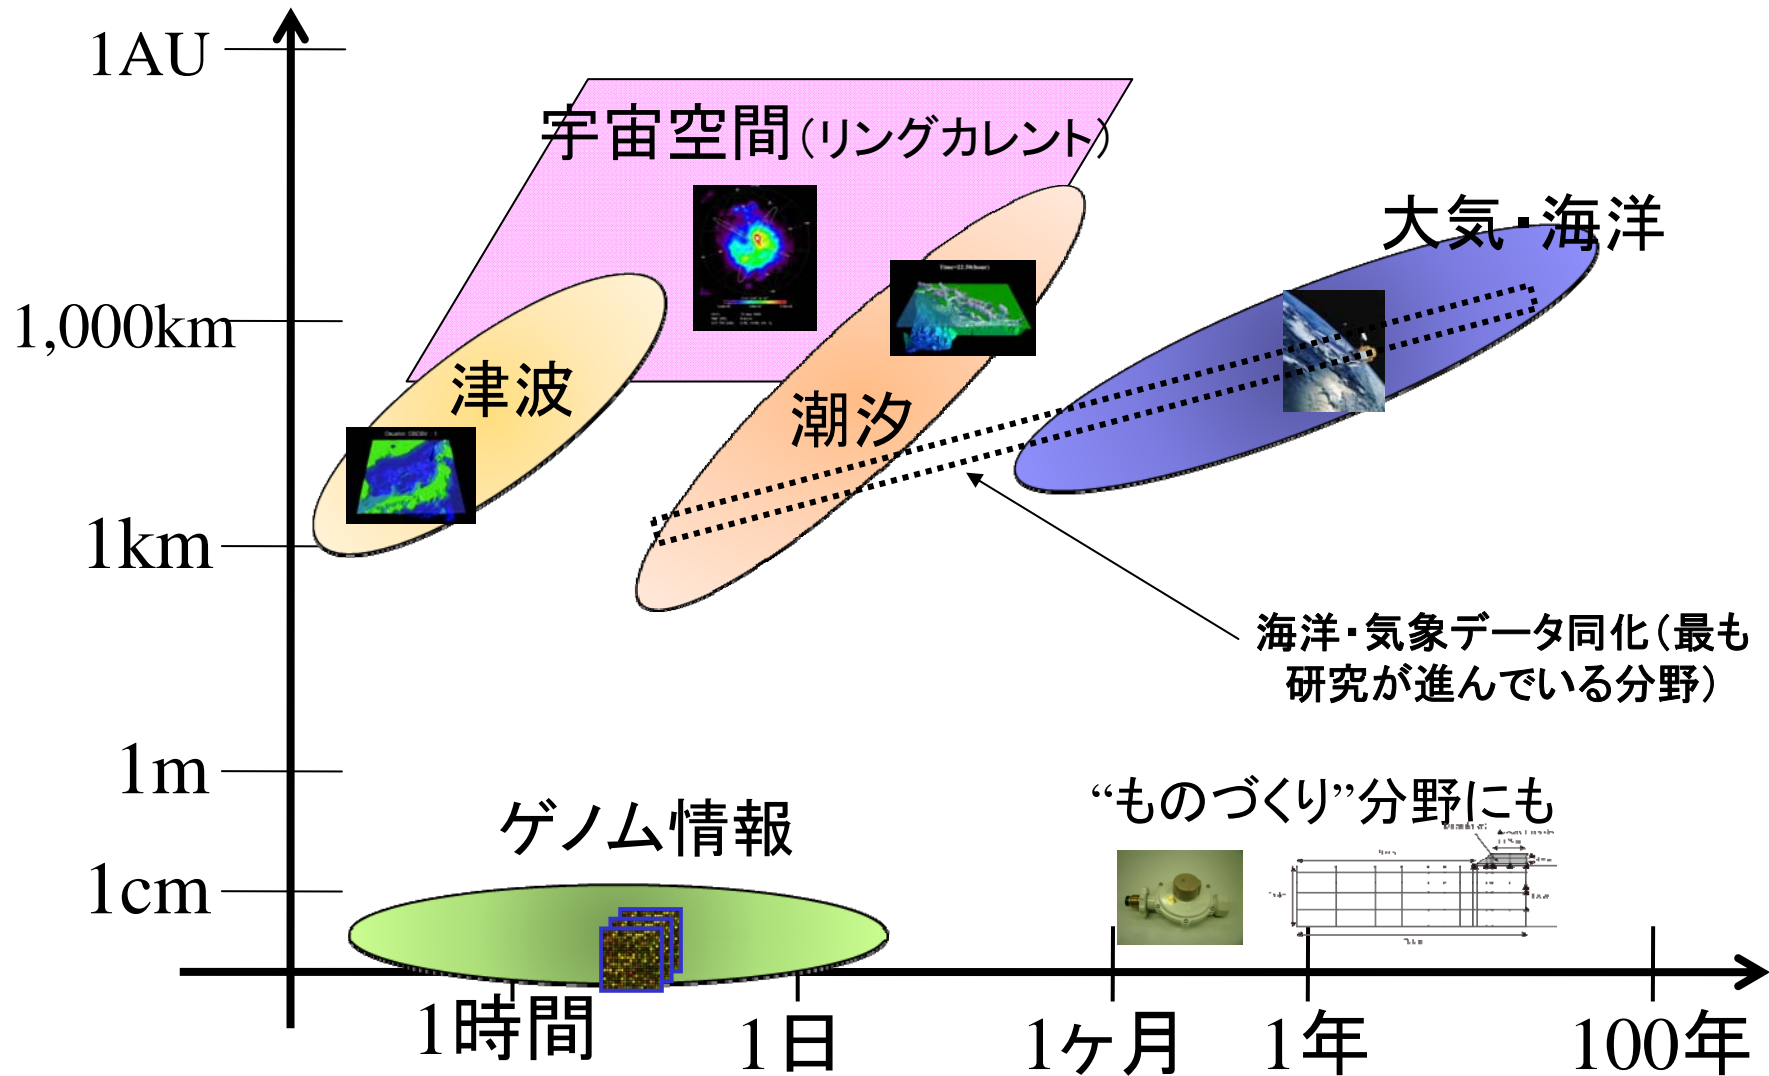 1AU
宇宙空間（リングカレント）
大気・海洋
1,000km
津波
潮汐
1km
海洋・気象データ同化（最も
研究が進んでいる分野）
1m
“ものづくり”分野にも
ゲノム情報
1cm
1時間
1日
1ヶ月
1年
100年